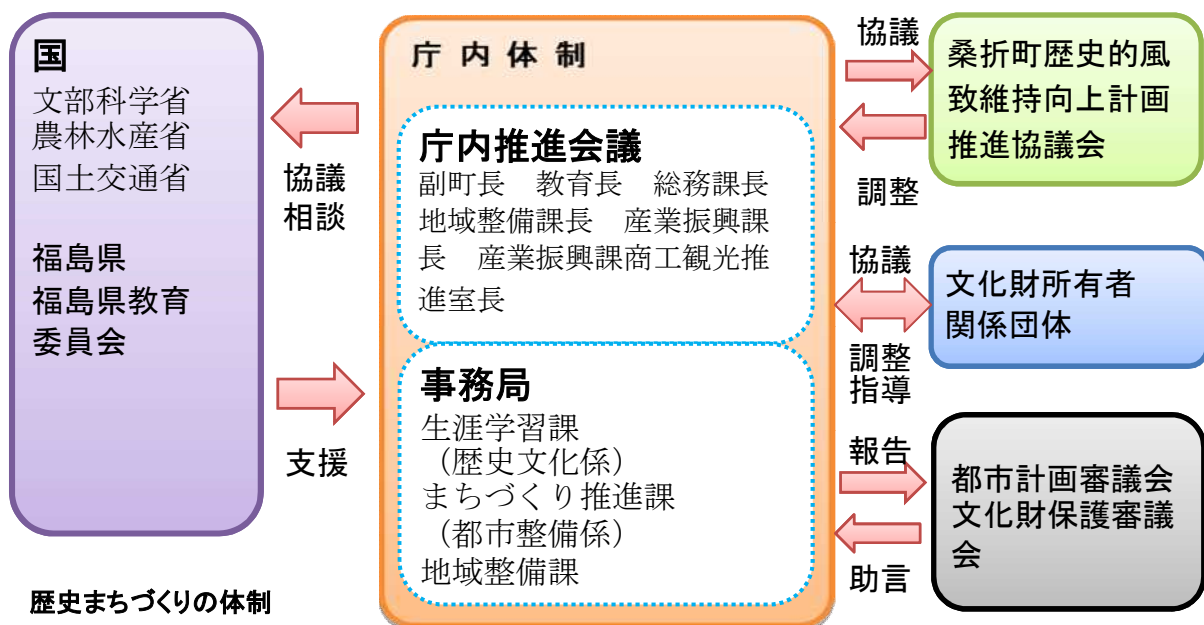 国
文部科学省
農林水産省
国土交通省
福島県
福島県教育
委員会
協議
相談
支援
庁内体制
庁内推進会議
副町長　教育長　総務課長
地域整備課長　産業振興課
長　産業振興課商工観光推
進室長
事務局
生涯学習課
（歴史文化係）
まちづくり推進課
（都市整備係）
地域整備課
協議
調整
桑折町歴史的風
致維持向上計画
推進協議会
協議
調整
指導
文化財所有者
関係団体
報告
助言
都市計画審議会
文化財保護審議
会
歴史まちづくりの体制